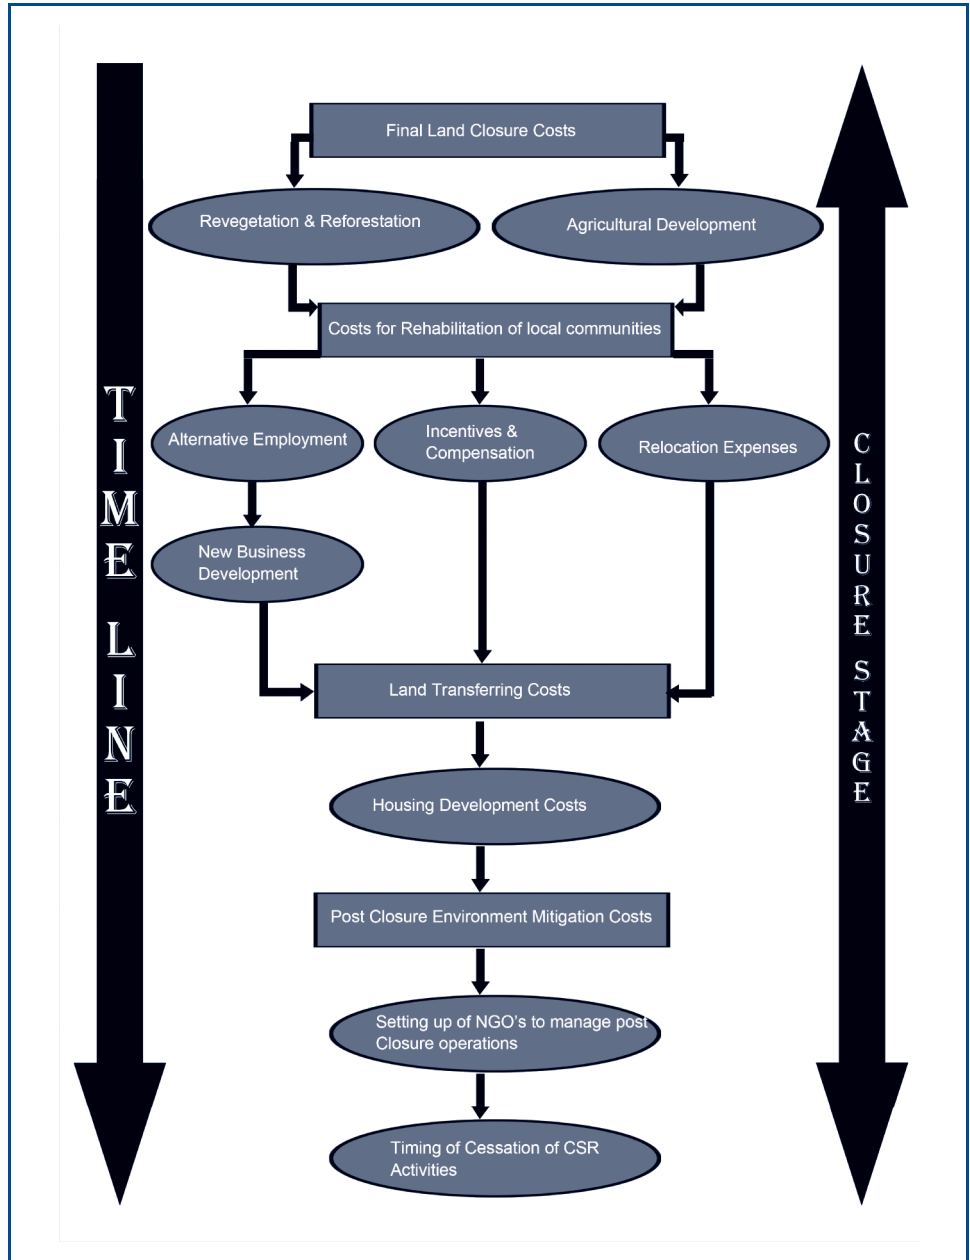 Final Land Closure Costs
Revegetation & Reforestation
Agricultural Development
Costs for Rehabilitation of local communities
Alternative Employment
Incentives &
Compensation
Relocation Expenses
New Business
Development
Land Transferring Costs
Housing Development Costs
Post Closure Environment Mitigation Costs
Setting up of NGO's to manage post
Closure operations
Timing of Cessation of CSR
Activities
TIME LINE
CLOSURE STAGE